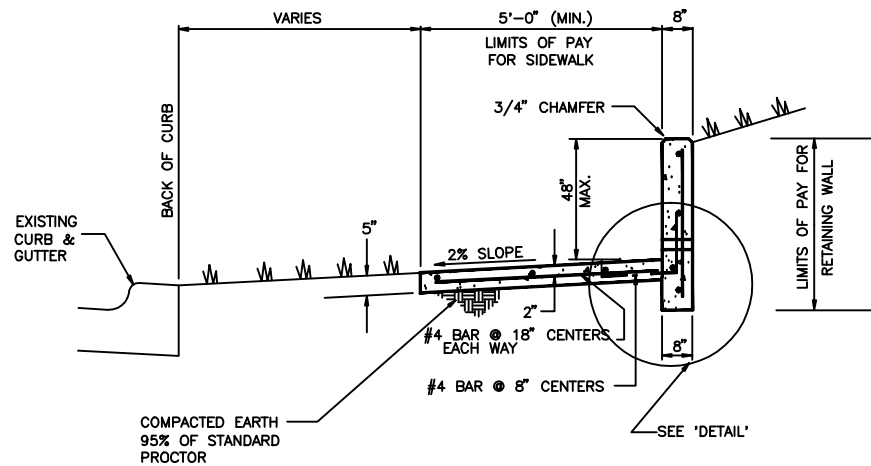 VARIES
5'-0" (MIN.)
8"
LIMITS OF PAY
FOR SIDEWALK
3/4" CHAMFER
BACK OF CURB
48"
MAX.
LIMITS OF PAY FOR
RETAINING WALL
EXISTING
CURB &
GUTTER
5"
2% SLOPE
2"
#4 BAR @ 18" CENTERS
EACH WAY
8"
#4 BAR @ 8" CENTERS
COMPACTED EARTH
95% OF STANDARD
PROCTOR
SEE 'DETAIL'